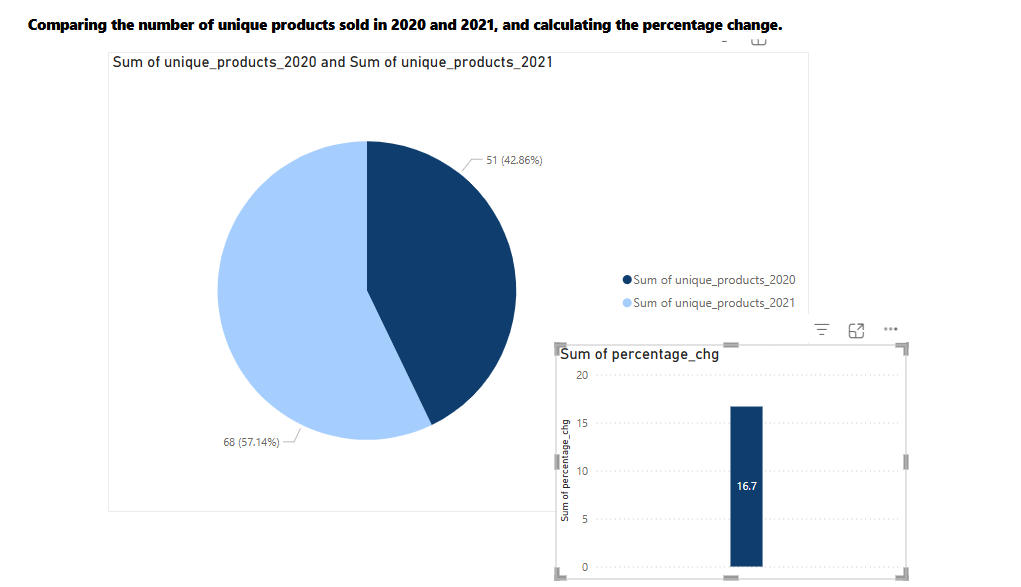 Comparing the number of unique products sold in 2020 and 2021, and calculating the percentage change.
Sum of unique_products_2020 and Sum of unique_products_2021
51 (42.86%)
Sum of unique_products_2020
Sum of unique_products_2021
68 (57.14%)
Sum of percentage_chg
20
15
10
5
0
Sum of percentage_chg
16.7